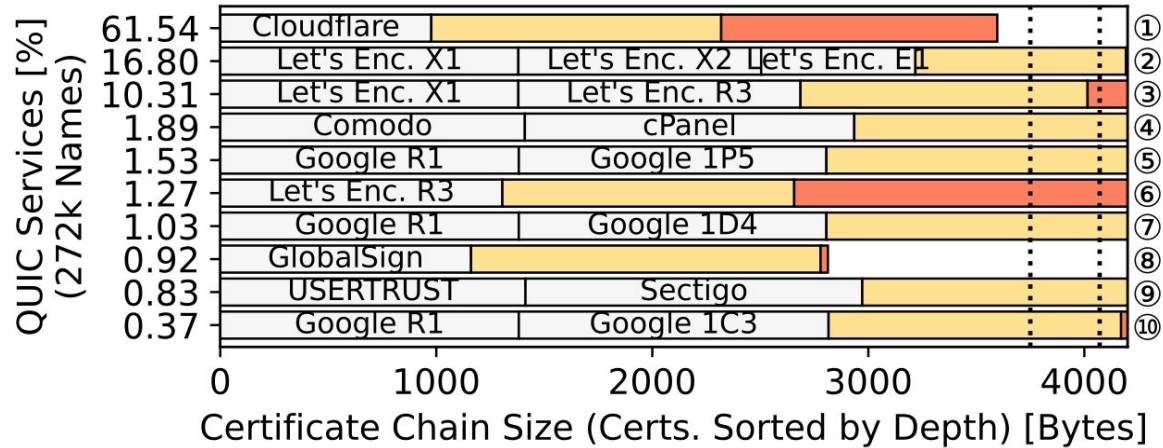 QUIC Services [%]
(272k Names)
61.54 Cloudflare ①
16.80 Let's Enc. X1 Let's Enc. X2 Let's Enc. E1 ②
10.31 Let's Enc. X1 Let's Enc. R3 ③
1.89 Comodo cPanel ④
1.53 Google R1 Google 1P5 ⑤
1.27 Let's Enc. R3 ⑥
1.03 Google R1 Google 1D4 ⑦
0.92 GlobalSign ⑧
0.83 USERTRUST Sectigo ⑨
0.37 Google R1 Google 1C3 ⑩
0 1000 2000 3000 4000
Certificate Chain Size (Certs. Sorted by Depth) [Bytes]